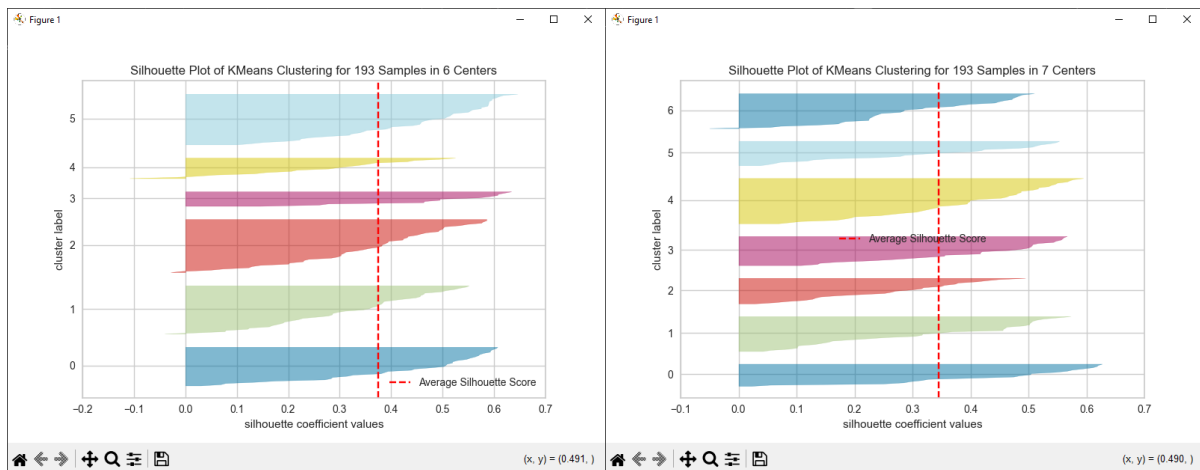 Figure 1
Silhouette Plot of KMeans Clustering for 193 Samples in 6 Centers
cluster label
5
4
3
2
1
0
Average Silhouette Score
-0.2 -0.1 0.0 0.1 0.2 0.3 0.4 0.5 0.6 0.7
silhouette coefficient values
(x, y) = (0.491, )
Figure 1
Silhouette Plot of KMeans Clustering for 193 Samples in 7 Centers
cluster label
6
5
4
3
Average Silhouette Score
2
1
0
-0.1 0.0 0.1 0.2 0.3 0.4 0.5 0.6 0.7
silhouette coefficient values
(x, y) = (0.490, )